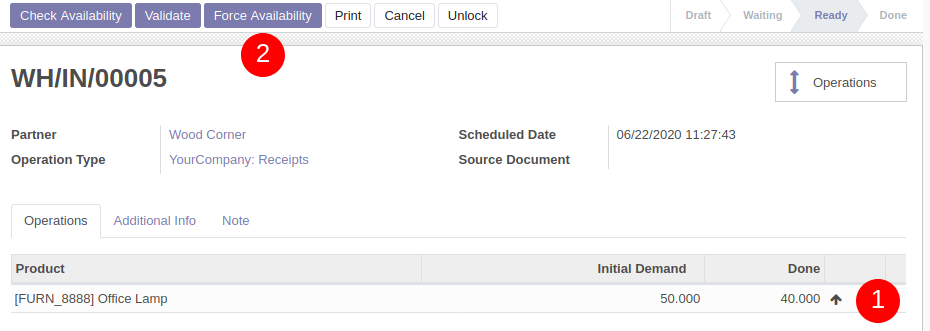 Check Availability Validate Force Availability Print Cancel Unlock Draft Waiting Ready Done
2
WH/IN/00005
Operations
Partner Wood Corner Scheduled Date 06/22/2020 11:27:43
Operation Type YourCompany: Receipts Source Document
Operations Additional Info Note
Product Initial Demand Done
[FURN_8888] Office Lamp 50.000 40.000 1